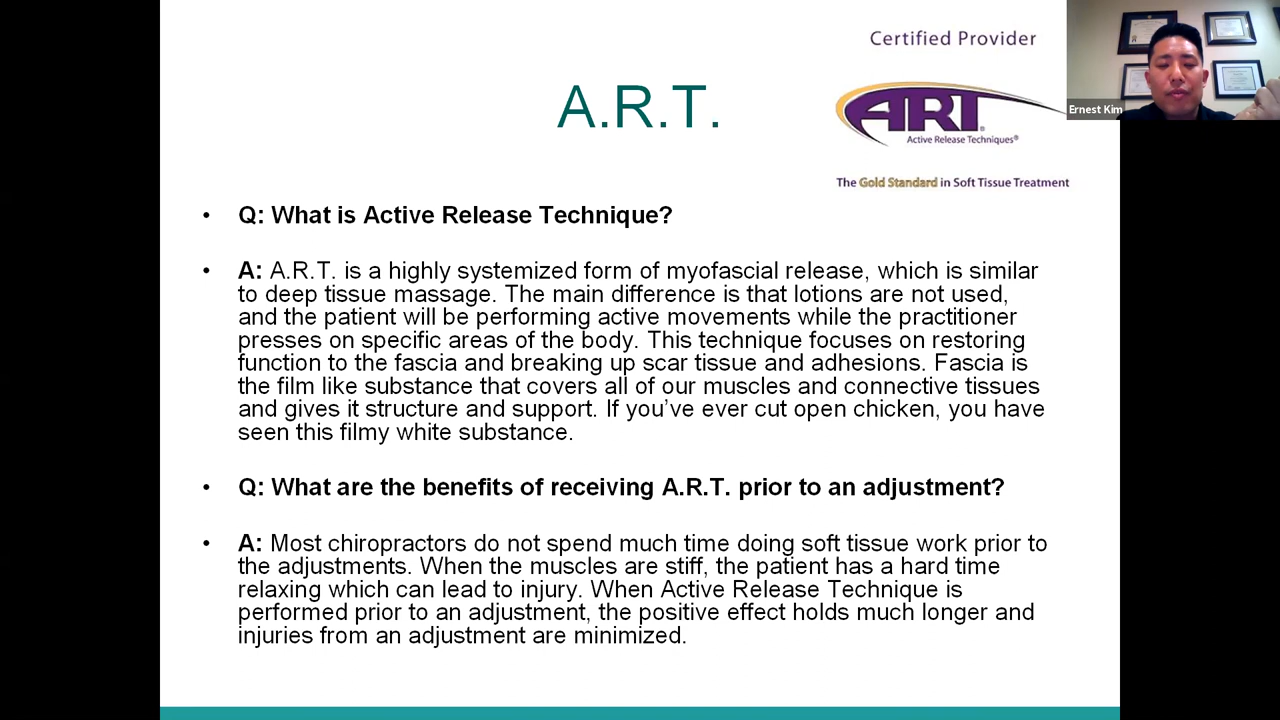 Certified Provider
Ernest Kim
A.R.T.
ART®
Active Release Techniques®
The Gold Standard in Soft Tissue Treatment
• Q: What is Active Release Technique?
• A: A.R.T. is a highly systemized form of myofascial release, which is similar
to deep tissue massage. The main difference is that lotions are not used,
and the patient will be performing active movements while the practitioner
presses on specific areas of the body. This technique focuses on restoring
function to the fascia and breaking up scar tissue and adhesions. Fascia is
the film like substance that covers all of our muscles and connective tissues
and gives it structure and support. If you’ve ever cut open chicken, you have
seen this filmy white substance.
• Q: What are the benefits of receiving A.R.T. prior to an adjustment?
• A: Most chiropractors do not spend much time doing soft tissue work prior to
the adjustments. When the muscles are stiff, the patient has a hard time
relaxing which can lead to injury. When Active Release Technique is
performed prior to an adjustment, the positive effect holds much longer and
injuries from an adjustment are minimized.